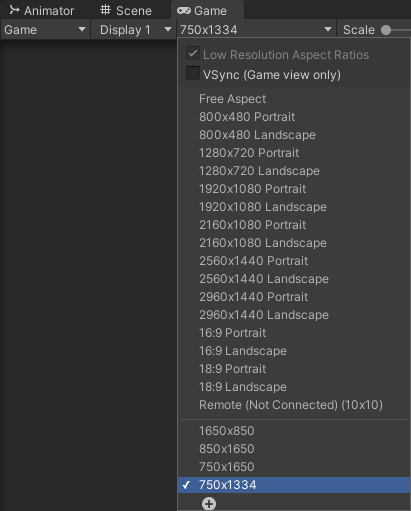 Animator Scene Game
Game Display 1 750x1334 Scale
Low Resolution Aspect Ratios
VSync (Game view only)
Free Aspect
800x480 Portrait
800x480 Landscape
1280x720 Portrait
1280x720 Landscape
1920x1080 Portrait
1920x1080 Landscape
2160x1080 Portrait
2160x1080 Landscape
2560x1440 Portrait
2560x1440 Landscape
2960x1440 Portrait
2960x1440 Landscape
16:9 Portrait
16:9 Landscape
18:9 Portrait
18:9 Landscape
Remote (Not Connected) (10x10)
1650x850
850x1650
750x1650
750x1334